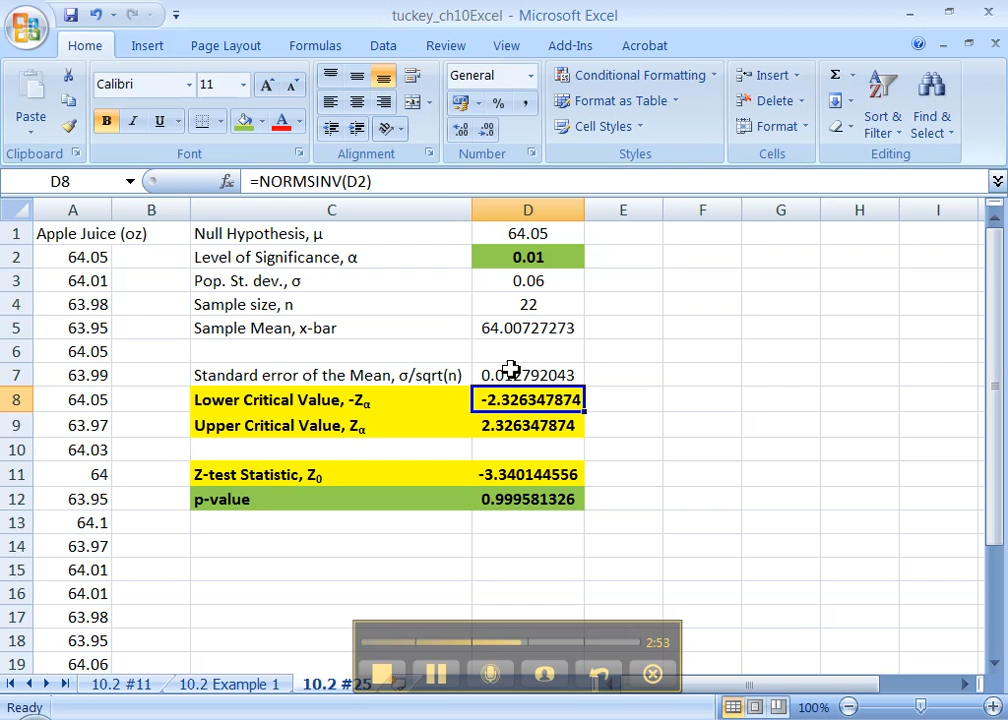 tuckey_ch10Excel - Microsoft Excel
Home Insert Page Layout Formulas Data Review View Add-Ins Acrobat
Paste
Calibri 11
B I U
General
$ % ,
Conditional Formatting
Format as Table
Cell Styles
Insert
Delete
Format
Σ
Sort & Filter
Find & Select
Clipboard Font Alignment Number Styles Cells Editing
D8 fx =NORMSINV(D2)
A B C D E F G H I
1 Apple Juice (oz) Null Hypothesis, μ 64.05
2 64.05 Level of Significance, α 0.01
3 64.01 Pop. St. dev., σ 0.06
4 63.98 Sample size, n 22
5 63.95 Sample Mean, x-bar 64.00727273
6 64.05
7 63.99 Standard error of the Mean, σ/sqrt(n) 0.012792043
8 64.05 Lower Critical Value, -Zα -2.326347874
9 63.97 Upper Critical Value, Zα 2.326347874
10 64.03
11 64 Z-test Statistic, Z0 -3.340144556
12 63.95 p-value 0.999581326
13 64.1
14 63.97
15 64.01
16 64.01
17 63.98
18 63.95
19 64.06
2:53
10.2 #11 10.2 Example 1 10.2 #25
Ready 100%